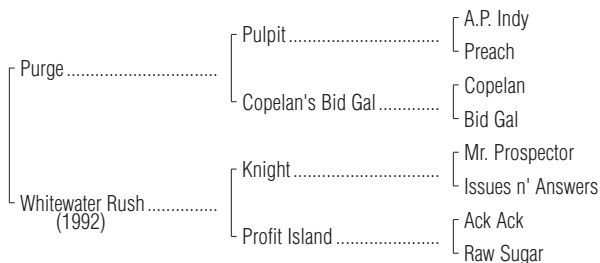 A.P. Indy
Pulpit................................
Preach
Purge................................
Copelan
Copelan's Bid Gal.............
Bid Gal
Mr. Prospector
Knight...............................
Issues n' Answers
Whitewater Rush...............
(1992)
Ack Ack
Profit Island......................
Raw Sugar